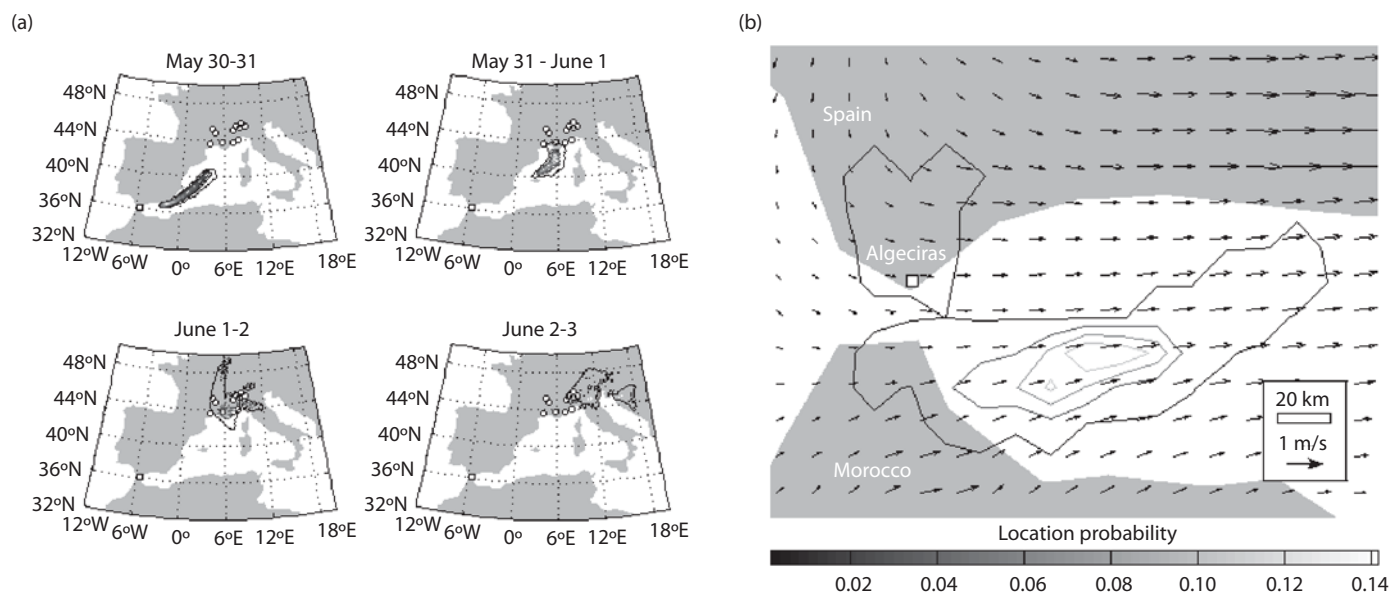 (a)
May 30-31
48ºN
44ºN
40ºN
36ºN
32ºN
12ºW 6ºW 0º 6ºE 12ºE 18ºE
May 31 - June 1
48ºN
44ºN
40ºN
36ºN
32ºN
12ºW 6ºW 0º 6ºE 12ºE 18ºE
June 1-2
48ºN
44ºN
40ºN
36ºN
32ºN
12ºW 6ºW 0º 6ºE 12ºE 18ºE
June 2-3
48ºN
44ºN
40ºN
36ºN
32ºN
12ºW 6ºW 0º 6ºE 12ºE 18ºE
(b)
Spain
Algeciras
Morocco
20 km
1 m/s
Location probability
0.02 0.04 0.06 0.08 0.10 0.12 0.14